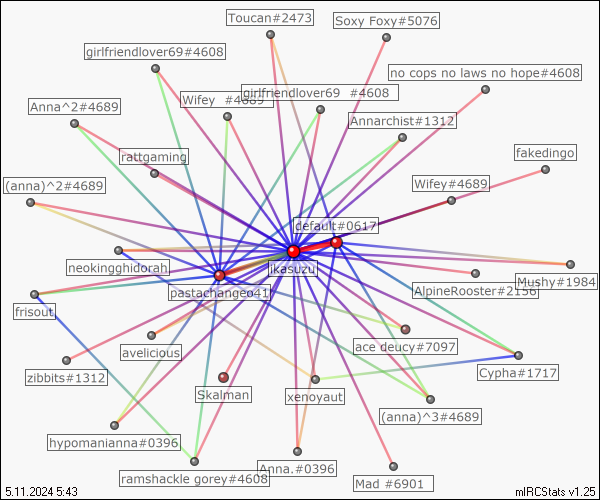 Toucan#2473
Soxy Foxy#5076
girlfriendlover69#4608
no cops no laws no hope#4608
Wifey  #4689
girlfriendlover69  #4608
Anna^2#4689
Annarchist#1312
rattgaming
fakedingo
(anna)^2#4689
Wifey#4689
default#0617
neokingghidorah
ikasuzu
Mushy#1984
pastachangeo41
AlpineRooster#2156
frisout
avelicious
ace deucy#7097
zibbits#1312
Cypha#1717
Skalman
xenoyaut
(anna)^3#4689
hypomanianna#0396
Anna.#0396
ramshackle gorey#4608
Mad #6901
5.11.2024 5:43
mIRCStats v1.25